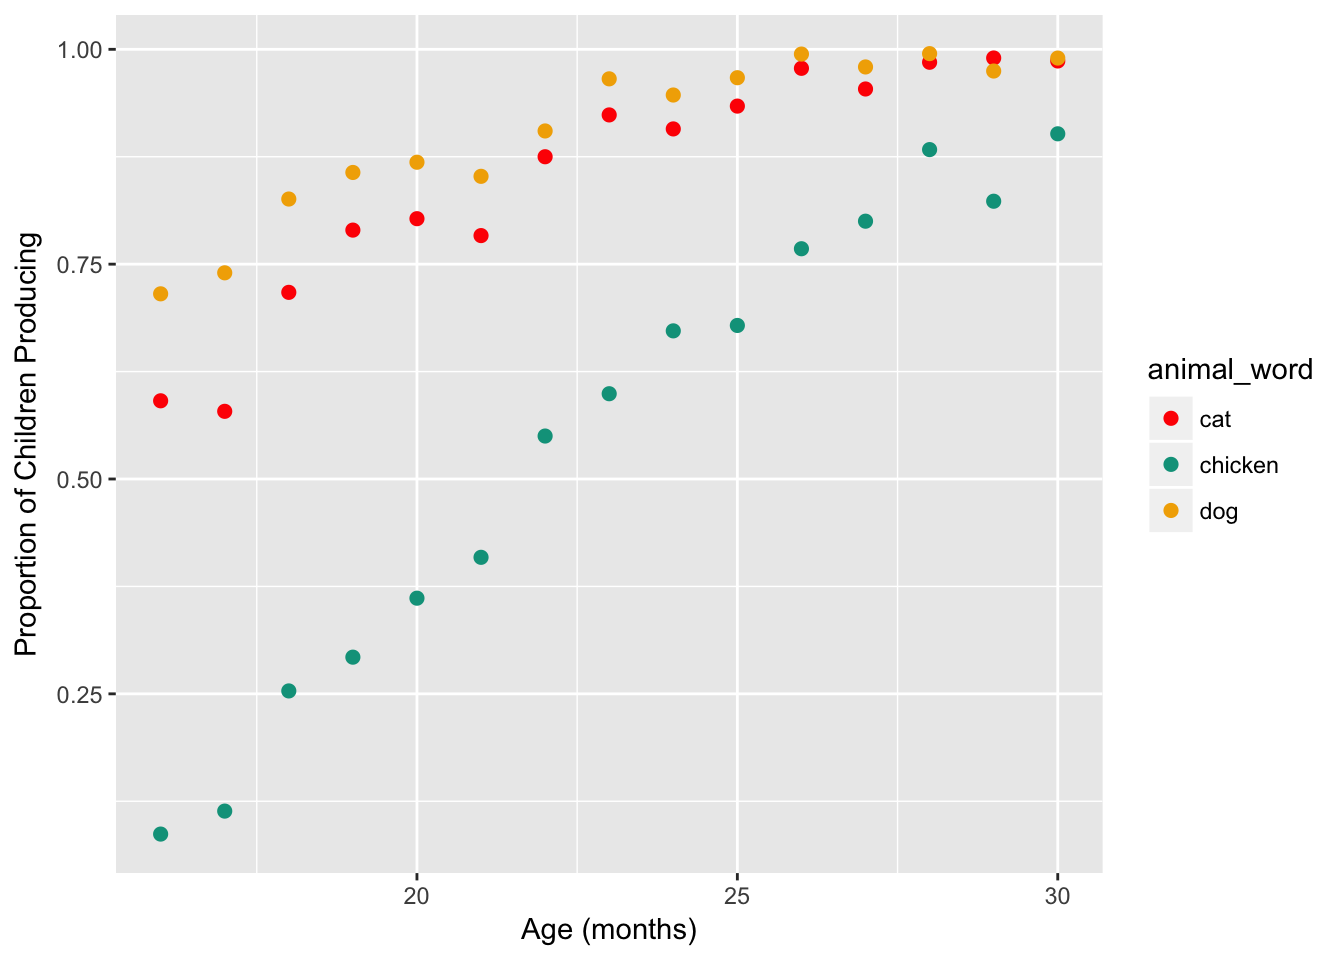 Proportion of Children Producing
1.00
0.75
0.50
0.25
20 25 30
Age (months)
animal_word
cat
chicken
dog